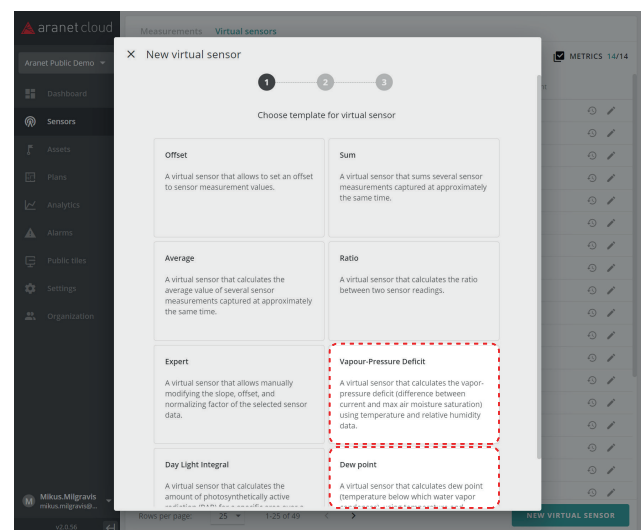 aranet cloud
Measurements Virtual sensors
Aranet Public Demo
METRICS 14/14
New virtual sensor
1 2 3
Choose template for virtual sensor
Dashboard
Sensors
Assets
Plans
Analytics
Alarms
Public tiles
Settings
Organization
Offset
A virtual sensor that allows to set an offset
to sensor measurement values.
Sum
A virtual sensor that sums several sensor
measurements captured at approximately
the same time.
Average
A virtual sensor that calculates the
average value of several sensor
measurements captured at approximately
the same time.
Ratio
A virtual sensor that calculates the ratio
between two sensor readings.
Expert
A virtual sensor that allows manually
modifying the slope, offset, and
normalizing factor of the selected sensor
data.
Vapour-Pressure Deficit
A virtual sensor that calculates the vapor-
pressure deficit (difference between
current and max air moisture saturation)
using temperature and relative humidity
data.
Day Light Integral
A virtual sensor that calculates the
amount of photosynthetically active
Dew point
A virtual sensor that calculates dew point
(temperature below which water vapor
M
Mikus.Milgravis
mikus.milgravis@...
v2.0.56
Rows per page: 25 1-25 of 49
NEW VIRTUAL SENSOR